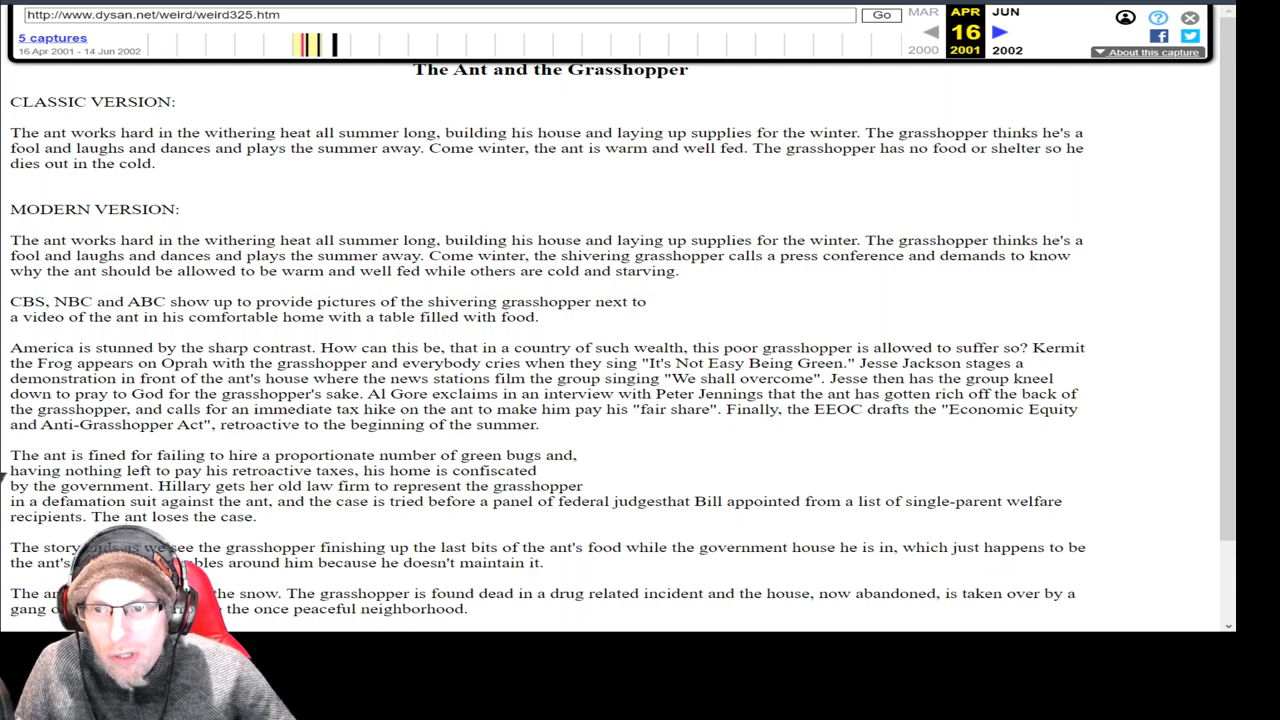 http://www.dysan.net/weird/weird325.htm
Go
MAR
APR
JUN
5 captures
16
16 Apr 2001 - 14 Jun 2002
2000
2001
2002
About this capture
The Ant and the Grasshopper
CLASSIC VERSION:
The ant works hard in the withering heat all summer long, building his house and laying up supplies for the winter. The grasshopper thinks he's a
fool and laughs and dances and plays the summer away. Come winter, the ant is warm and well fed. The grasshopper has no food or shelter so he
dies out in the cold.
MODERN VERSION:
The ant works hard in the withering heat all summer long, building his house and laying up supplies for the winter. The grasshopper thinks he's a
fool and laughs and dances and plays the summer away. Come winter, the shivering grasshopper calls a press conference and demands to know
why the ant should be allowed to be warm and well fed while others are cold and starving.
CBS, NBC and ABC show up to provide pictures of the shivering grasshopper next to
a video of the ant in his comfortable home with a table filled with food.
America is stunned by the sharp contrast. How can this be, that in a country of such wealth, this poor grasshopper is allowed to suffer so? Kermit
the Frog appears on Oprah with the grasshopper and everybody cries when they sing "It's Not Easy Being Green." Jesse Jackson stages a
demonstration in front of the ant's house where the news stations film the group singing "We shall overcome". Jesse then has the group kneel
down to pray to God for the grasshopper's sake. Al Gore exclaims in an interview with Peter Jennings that the ant has gotten rich off the back of
the grasshopper, and calls for an immediate tax hike on the ant to make him pay his "fair share". Finally, the EEOC drafts the "Economic Equity
and Anti-Grasshopper Act", retroactive to the beginning of the summer.
The ant is fined for failing to hire a proportionate number of green bugs and,
having nothing left to pay his retroactive taxes, his home is confiscated
by the government. Hillary gets her old law firm to represent the grasshopper
in a defamation suit against the ant, and the case is tried before a panel of federal judgesthat Bill appointed from a list of single-parent welfare
recipients. The ant loses the case.
The story ends as we see the grasshopper finishing up the last bits of the ant's food while the government house he is in, which just happens to be
the ant's around him because he doesn't maintain it.
The the snow. The grasshopper is found dead in a drug related incident and the house, now abandoned, is taken over by a
gang the once peaceful neighborhood.